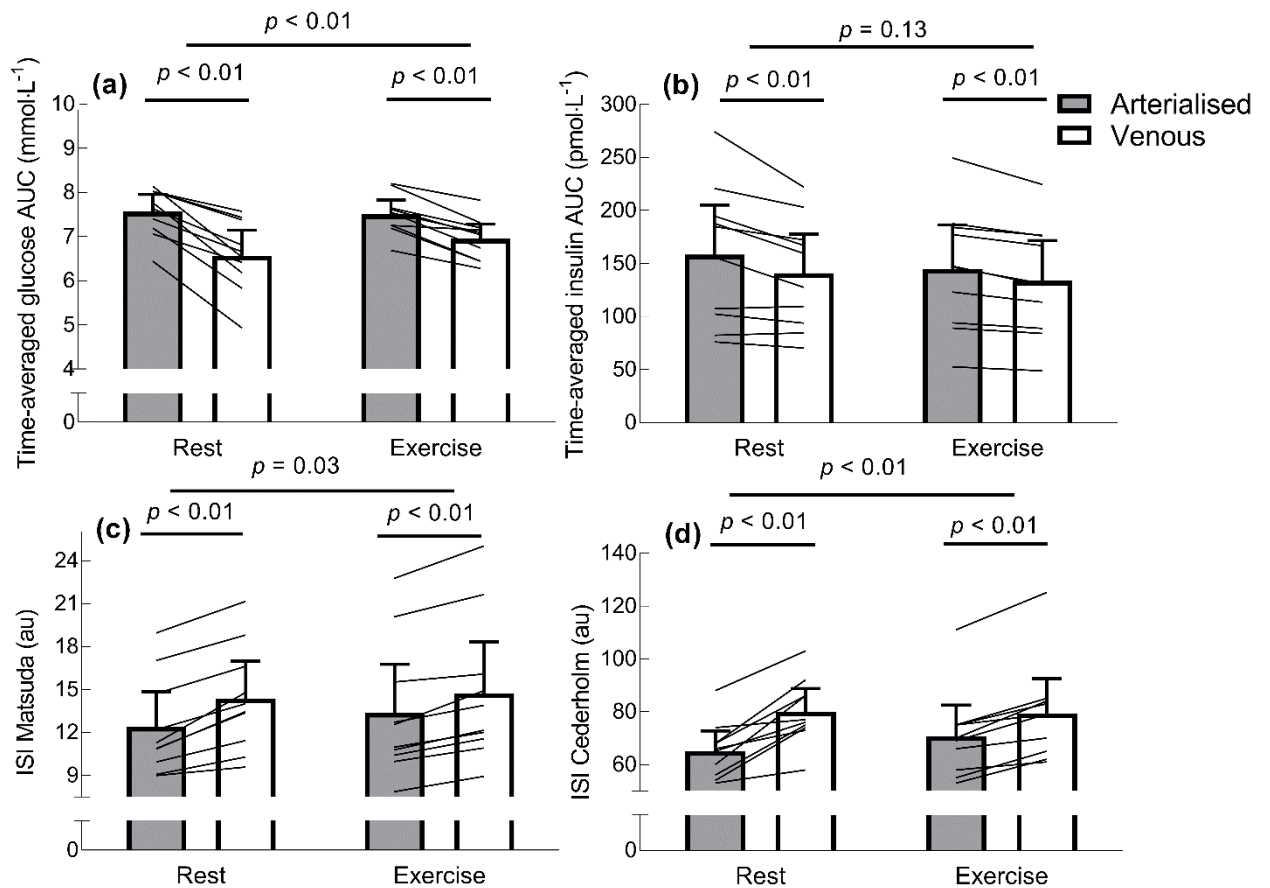 p < 0.01
(a)
p < 0.01
p < 0.01
Time-averaged glucose AUC (mmol·L⁻¹)
10
9
8
7
6
5
4
0
Rest
Exercise
p = 0.13
(b)
p < 0.01
p < 0.01
Time-averaged insulin AUC (pmol·L⁻¹)
300
250
200
150
100
50
0
Rest
Exercise
Arterialised
Venous
p = 0.03
(c)
p < 0.01
p < 0.01
ISI Matsuda (au)
24
21
18
15
12
9
0
Rest
Exercise
p < 0.01
(d)
p < 0.01
p < 0.01
ISI Cederholm (au)
140
120
100
80
60
0
Rest
Exercise